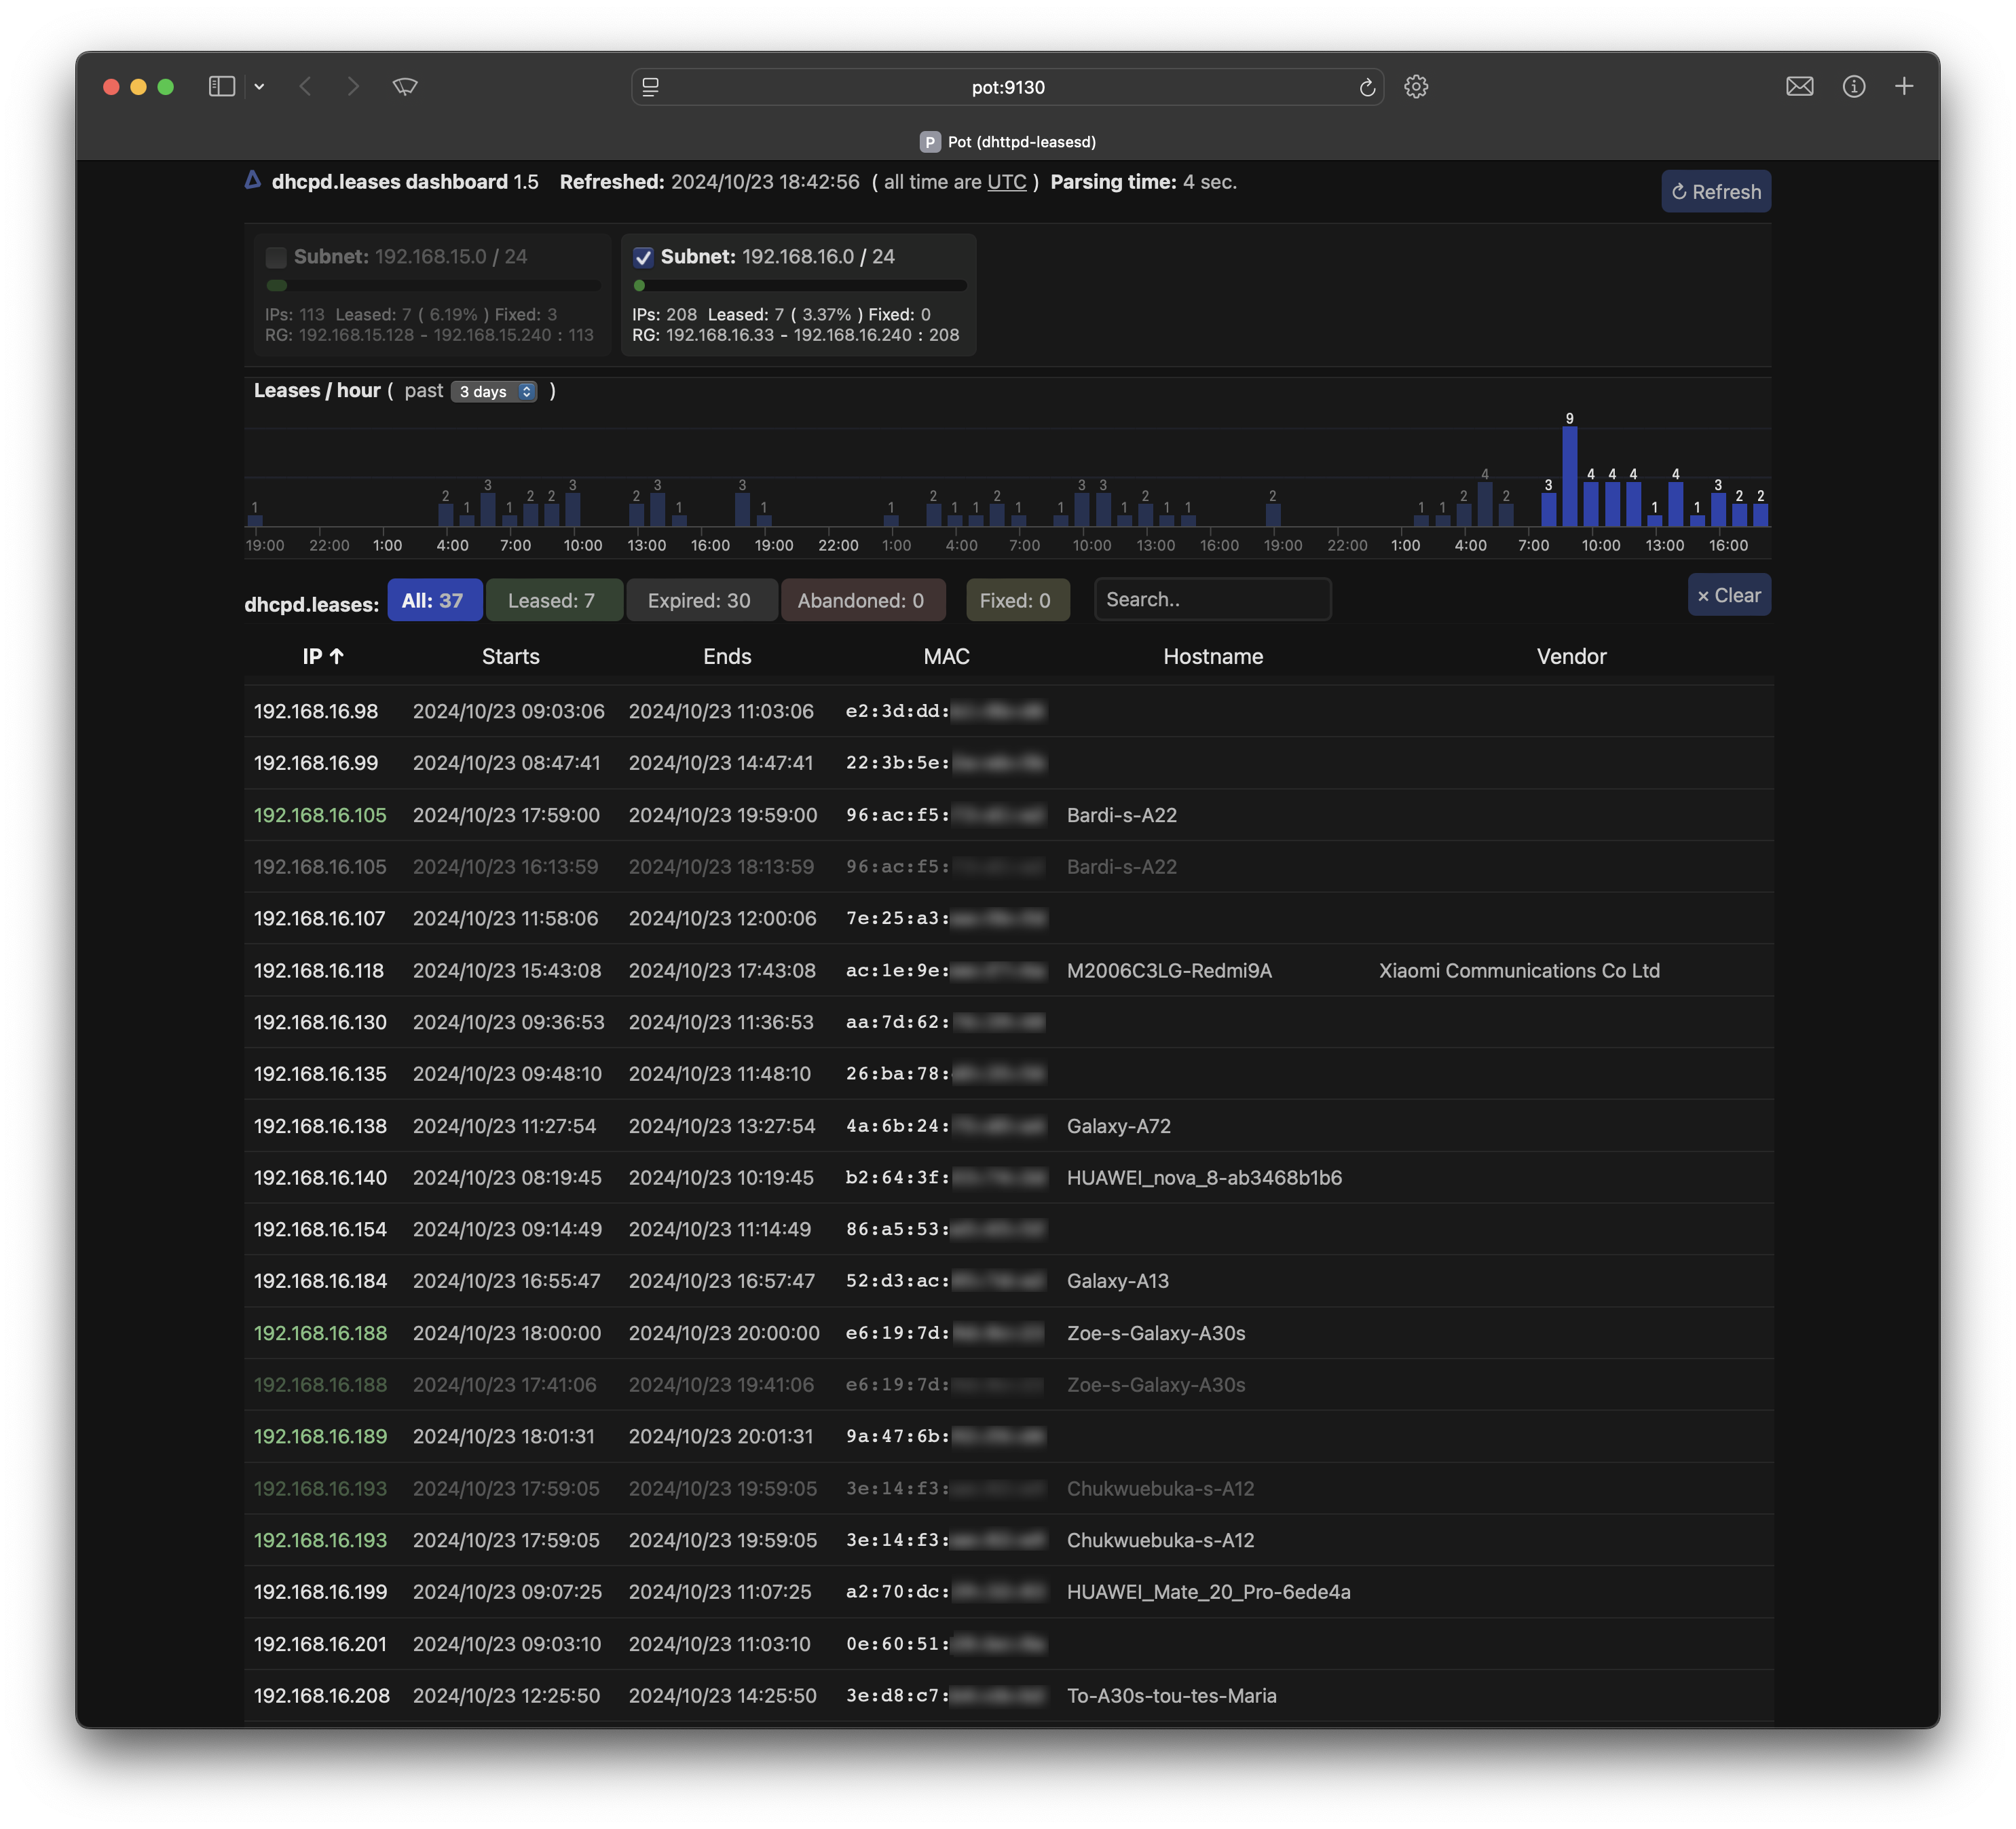 pot:9130
P Pot (dhttpd-leasesd)
dhcpd.leases dashboard 1.5 Refreshed: 2024/10/23 18:42:56 ( all time are UTC ) Parsing time: 4 sec.
Refresh
Subnet: 192.168.15.0 / 24
IPs: 113 Leased: 7 ( 6.19% ) Fixed: 3
RG: 192.168.15.128 - 192.168.15.240 : 113
Subnet: 192.168.16.0 / 24
IPs: 208 Leased: 7 ( 3.37% ) Fixed: 0
RG: 192.168.16.33 - 192.168.16.240 : 208
Leases / hour ( past 3 days )
1 2 1 3 1 2 2 3 2 3 1 3 1 1 2 1 1 2 1 1 3 3 1 2 1 1 2 1 1 2 4 2 3 9 4 4 4 1 4 1 3 2 2
19:00 22:00 1:00 4:00 7:00 10:00 13:00 16:00 19:00 22:00 1:00 4:00 7:00 10:00 13:00 16:00 19:00 22:00 1:00 4:00 7:00 10:00 13:00 16:00
dhcpd.leases: All: 37 Leased: 7 Expired: 30 Abandoned: 0 Fixed: 0 Search.. × Clear
IP ↑ Starts Ends MAC Hostname Vendor
192.168.16.98 2024/10/23 09:03:06 2024/10/23 11:03:06 e2:3d:dd:
192.168.16.99 2024/10/23 08:47:41 2024/10/23 14:47:41 22:3b:5e:
192.168.16.105 2024/10/23 17:59:00 2024/10/23 19:59:00 96:ac:f5: Bardi-s-A22
192.168.16.105 2024/10/23 16:13:59 2024/10/23 18:13:59 96:ac:f5: Bardi-s-A22
192.168.16.107 2024/10/23 11:58:06 2024/10/23 12:00:06 7e:25:a3:
192.168.16.118 2024/10/23 15:43:08 2024/10/23 17:43:08 ac:1e:9e: M2006C3LG-Redmi9A Xiaomi Communications Co Ltd
192.168.16.130 2024/10/23 09:36:53 2024/10/23 11:36:53 aa:7d:62:
192.168.16.135 2024/10/23 09:48:10 2024/10/23 11:48:10 26:ba:78:
192.168.16.138 2024/10/23 11:27:54 2024/10/23 13:27:54 4a:6b:24: Galaxy-A72
192.168.16.140 2024/10/23 08:19:45 2024/10/23 10:19:45 b2:64:3f: HUAWEI_nova_8-ab3468b1b6
192.168.16.154 2024/10/23 09:14:49 2024/10/23 11:14:49 86:a5:53:
192.168.16.184 2024/10/23 16:55:47 2024/10/23 16:57:47 52:d3:ac: Galaxy-A13
192.168.16.188 2024/10/23 18:00:00 2024/10/23 20:00:00 e6:19:7d: Zoe-s-Galaxy-A30s
192.168.16.188 2024/10/23 17:41:06 2024/10/23 19:41:06 e6:19:7d: Zoe-s-Galaxy-A30s
192.168.16.189 2024/10/23 18:01:31 2024/10/23 20:01:31 9a:47:6b:
192.168.16.193 2024/10/23 17:59:05 2024/10/23 19:59:05 3e:14:f3: Chukwuebuka-s-A12
192.168.16.193 2024/10/23 17:59:05 2024/10/23 19:59:05 3e:14:f3: Chukwuebuka-s-A12
192.168.16.199 2024/10/23 09:07:25 2024/10/23 11:07:25 a2:70:dc: HUAWEI_Mate_20_Pro-6ede4a
192.168.16.201 2024/10/23 09:03:10 2024/10/23 11:03:10 0e:60:51:
192.168.16.208 2024/10/23 12:25:50 2024/10/23 14:25:50 3e:d8:c7: To-A30s-tou-tes-Maria